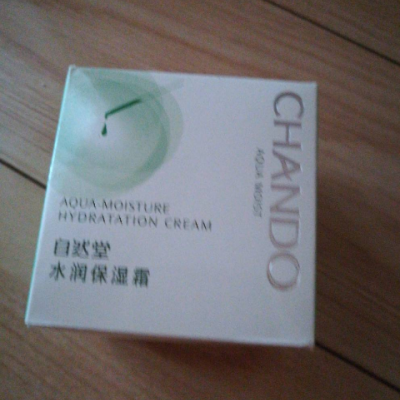 CHANDO
AQUA MOIST
AQUA-MOISTURE
HYDRATATION CREAM
自然堂
水润保湿霜